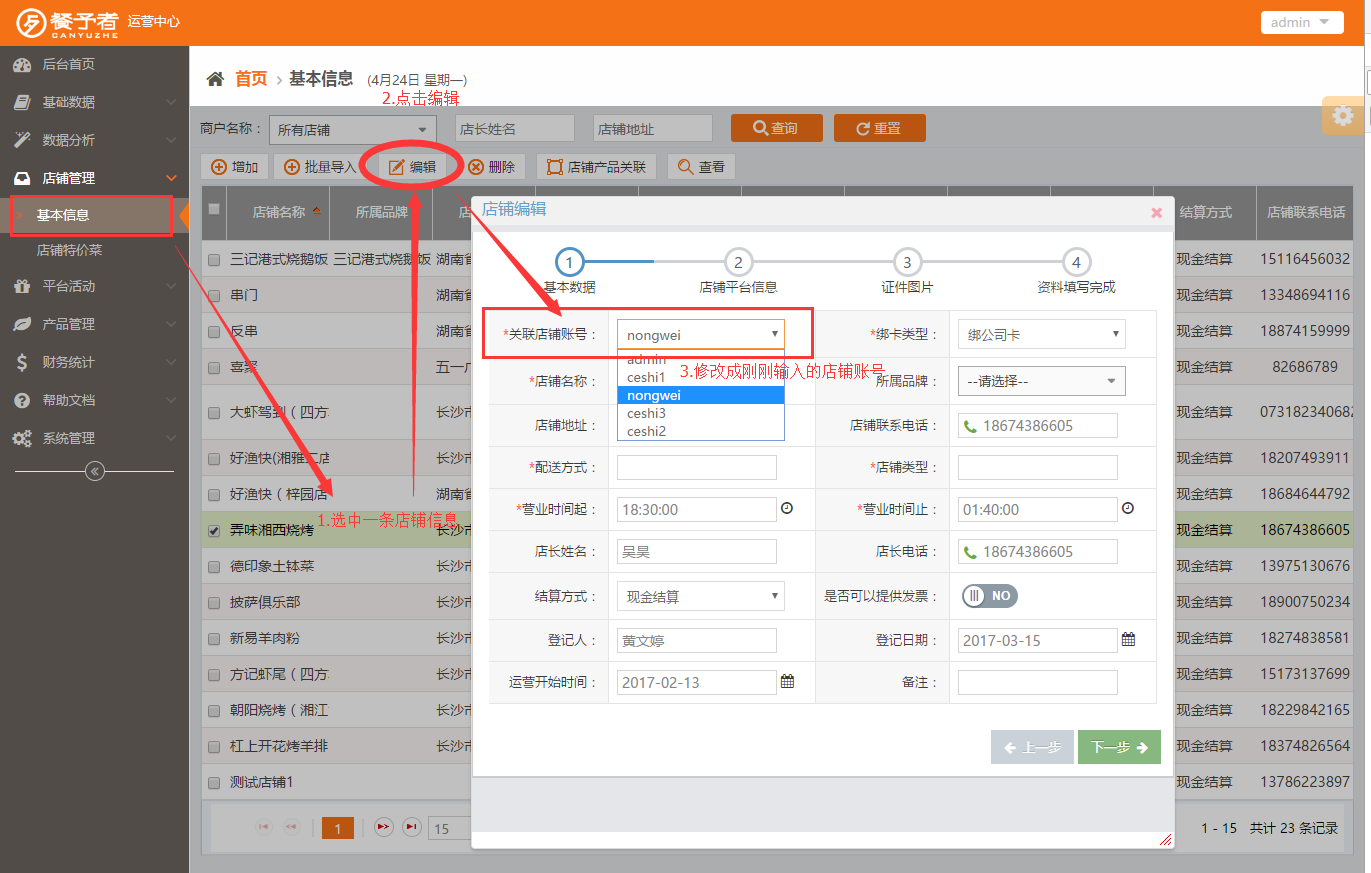 餐予者 运营中心
CANYUZHE
admin
后台首页
基础数据
数据分析
店铺管理
基本信息
店铺特价菜
平台活动
产品管理
财务统计
帮助文档
系统管理
首页 > 基本信息 (4月24日 星期一)
2.点击编辑
商户名称： 所有店铺 店长姓名 店铺地址 查询 重置
增加 批量导入 编辑 删除 店铺产品关联 查看
店铺名称 所属品牌 结算方式 店铺联系电话
三记港式烧鹅饭 三记港式烧鹅饭 湖南省 现金结算 15116456032
串门 湖南省 现金结算 13348694116
反串 湖南省 现金结算 18874159999
喜聚 五一广 现金结算 82686789
大虾驾到（四方 长沙市 现金结算 073182340682
好渔快(湘雅二店 长沙市 现金结算 18207493911
好渔快（梓园店 湖南省 现金结算 18684644792
1.选中一条店铺信息
弄味湘西烧烤 长沙市 现金结算 18674386605
德印象土钵菜 长沙市 现金结算 13975130676
披萨俱乐部 长沙市 现金结算 18900750234
新易羊肉粉 长沙市 现金结算 18274838581
方记虾尾（四方 长沙市 现金结算 15173137699
朝阳烧烤（湘江 长沙市 现金结算 18229842165
杠上开花烤羊排 长沙市 现金结算 18374826564
测试店铺1 现金结算 13786223897
1 15 1 - 15 共计 23 条记录
店铺编辑
1 2 3 4
基本数据 店铺平台信息 证件图片 资料填写完成
*关联店铺账号： nongwei *绑卡类型： 绑公司卡
admin
ceshi1
nongwei
ceshi3
ceshi2
3.修改成刚刚输入的店铺账号
*店铺名称： 所属品牌： --请选择--
店铺地址： 店铺联系电话： 18674386605
*配送方式： *店铺类型：
*营业时间起： 18:30:00 *营业时间止： 01:40:00
店长姓名： 吴昊 店长电话： 18674386605
结算方式： 现金结算 是否可以提供发票： NO
登记人： 黄文婷 登记日期： 2017-03-15
运营开始时间： 2017-02-13 备注：
上一步 下一步